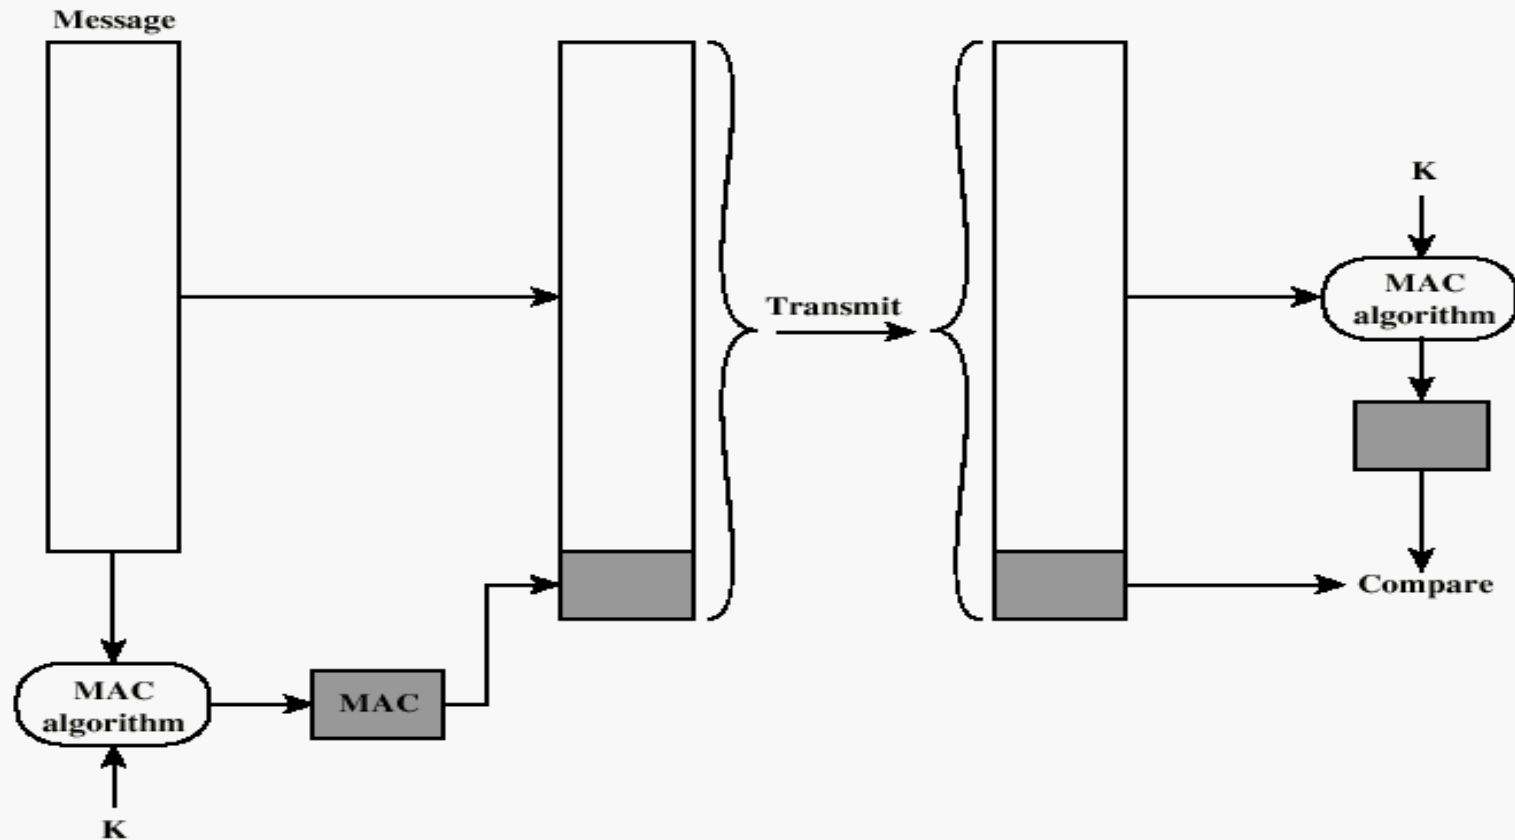 Message
K
MAC
algorithm
Transmit
Compare
MAC
algorithm
MAC
K